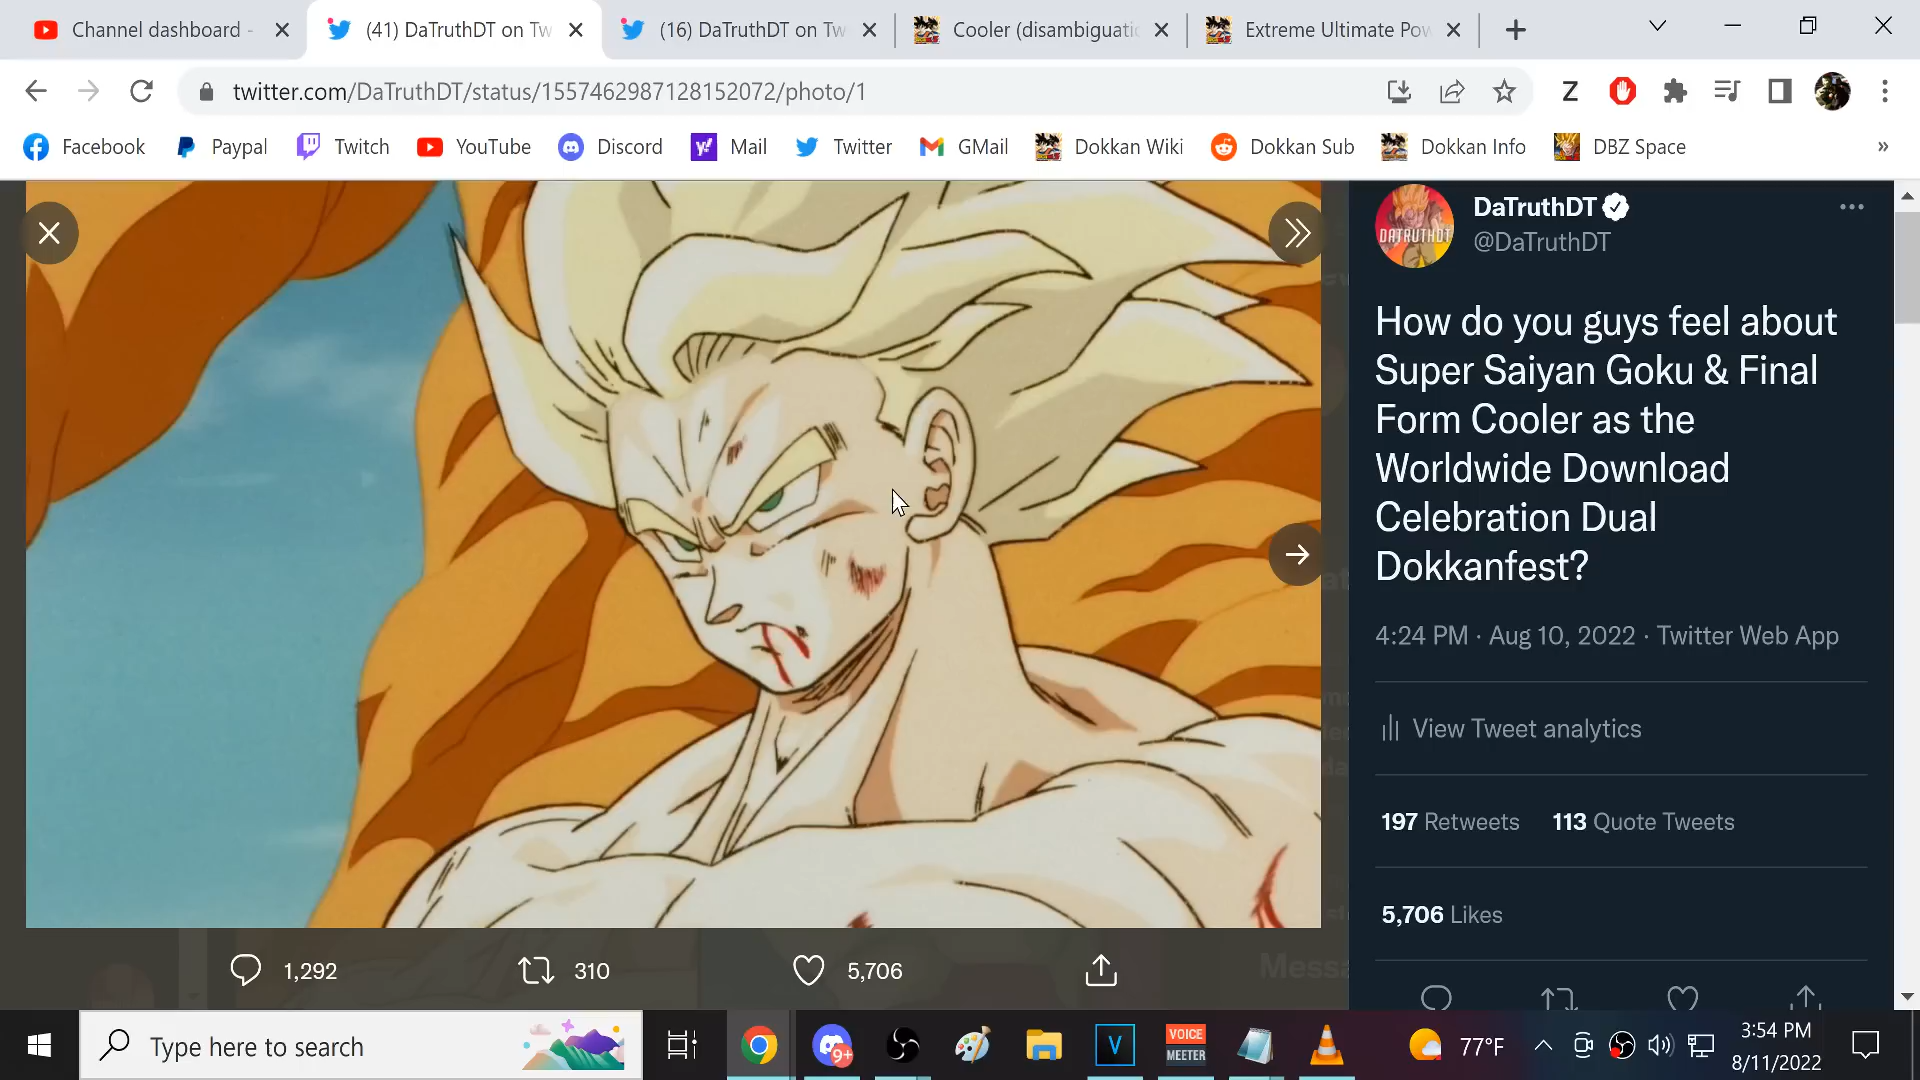 Channel dashboard -
(41) DaTruthDT on Tw
(16) DaTruthDT on Tw
Cooler (disambiguatio
Extreme Ultimate Pow
twitter.com/DaTruthDT/status/1557462987128152072/photo/1
Z
Facebook
Paypal
Twitch
YouTube
Discord
Mail
Twitter
GMail
Dokkan Wiki
Dokkan Sub
Dokkan Info
DBZ Space
»
DATRUTHDT
DaTruthDT
@DaTruthDT
How do you guys feel about
Super Saiyan Goku & Final
Form Cooler as the
Worldwide Download
Celebration Dual
Dokkanfest?
4:24 PM · Aug 10, 2022 · Twitter Web App
View Tweet analytics
197 Retweets 113 Quote Tweets
5,706 Likes
1,292
310
5,706
Messa
Type here to search
9+
V
VOICE
MEETER
77°F
3:54 PM
8/11/2022